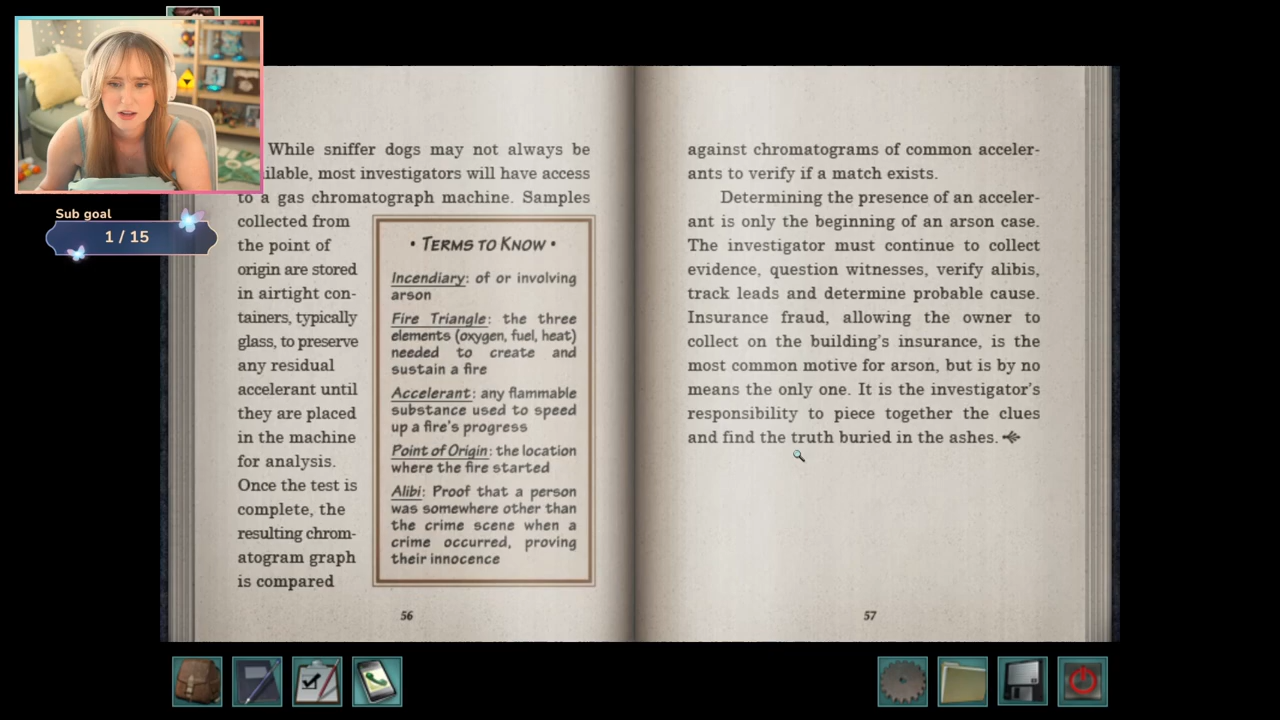 Sub goal
1 / 15
While sniffer dogs may not always be
ilable, most investigators will have access
to a gas chromatograph machine. Samples
collected from
the point of
origin are stored
in airtight con-
tainers, typically
glass, to preserve
any residual
accelerant until
they are placed
in the machine
for analysis.
Once the test is
complete, the
resulting chrom-
atogram graph
is compared
• TERMS TO KNOW •
Incendiary: of or involving
arson
Fire Triangle: the three
elements (oxygen, fuel, heat)
needed to create and
sustain a fire
Accelerant: any flammable
substance used to speed
up a fire's progress
Point of Origin: the location
where the fire started
Alibi: Proof that a person
was somewhere other than
the crime scene when a
crime occurred, proving
their innocence
56
against chromatograms of common acceler-
ants to verify if a match exists.
Determining the presence of an acceler-
ant is only the beginning of an arson case.
The investigator must continue to collect
evidence, question witnesses, verify alibis,
track leads and determine probable cause.
Insurance fraud, allowing the owner to
collect on the building's insurance, is the
most common motive for arson, but is by no
means the only one. It is the investigator's
responsibility to piece together the clues
and find the truth buried in the ashes.
57